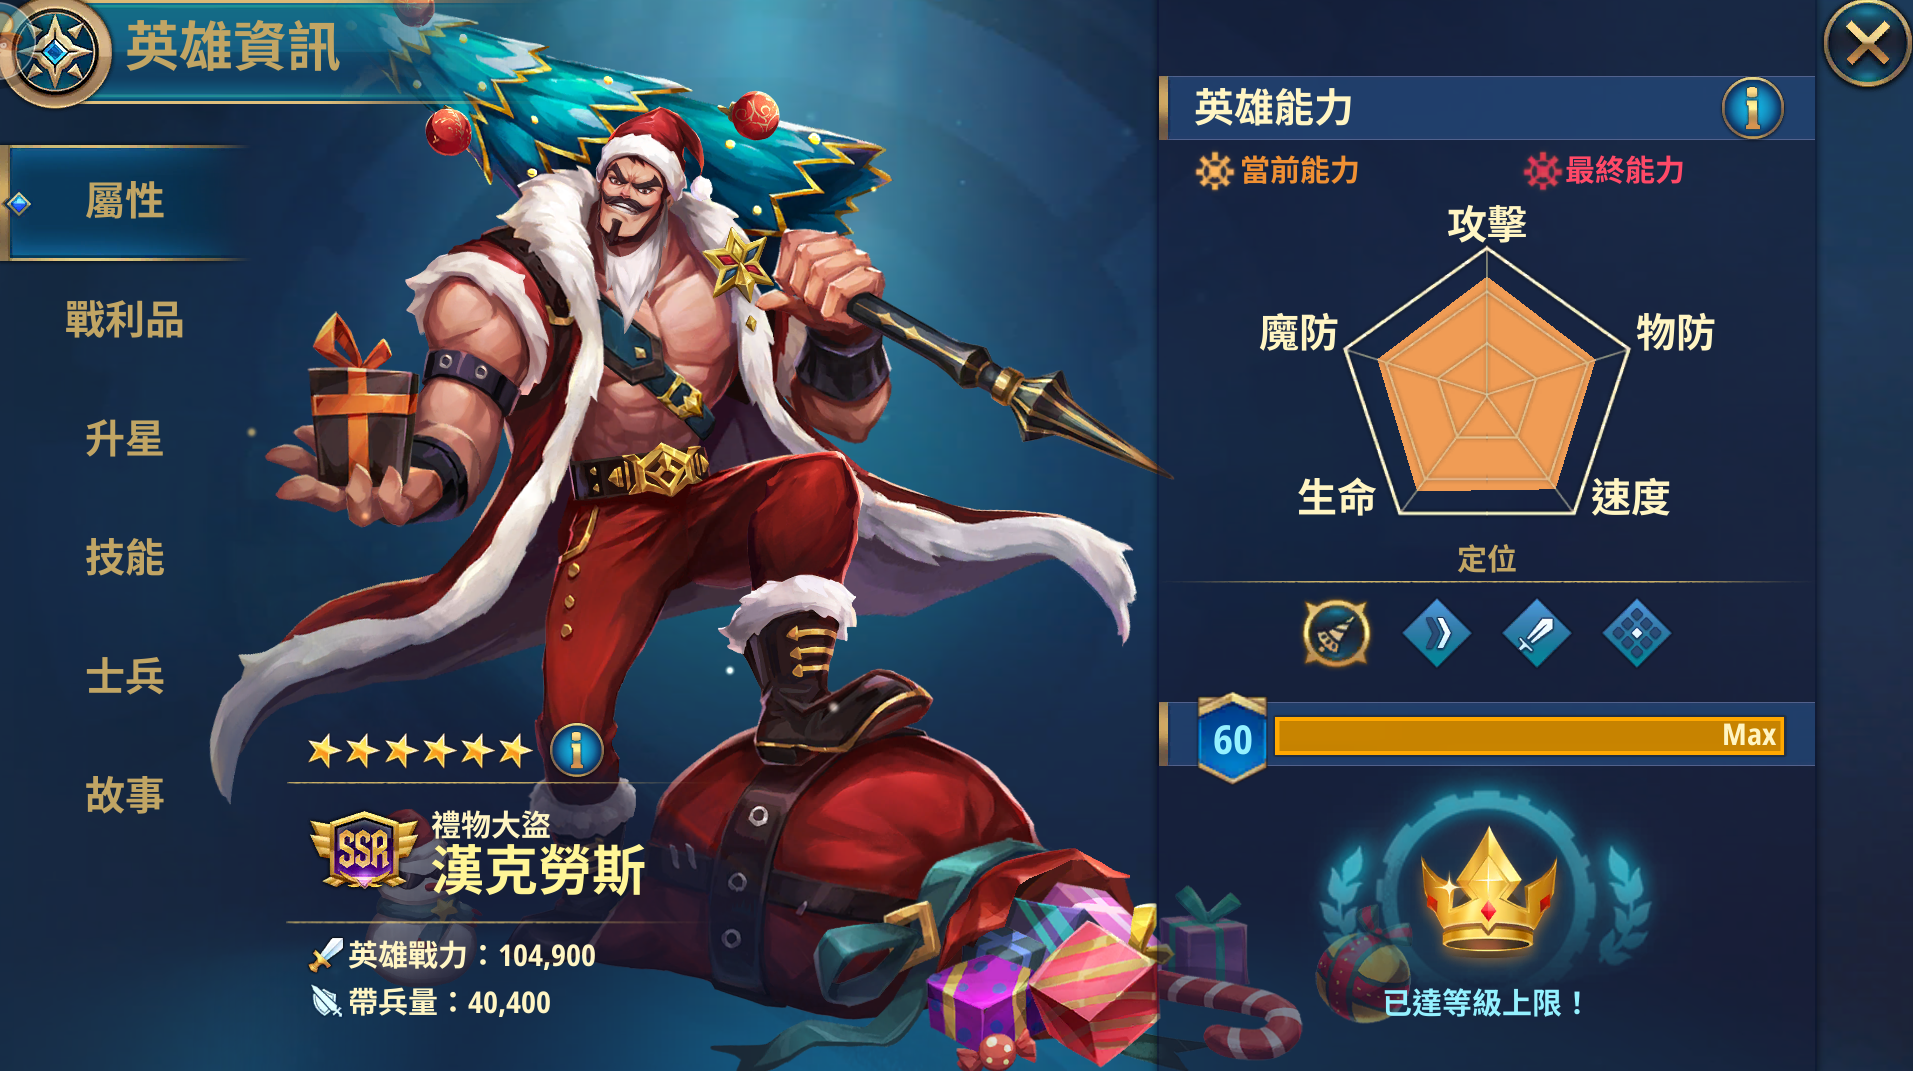 英雄資訊
屬性
戰利品
升星
技能
士兵
故事
SSR
禮物大盜
漢克勞斯
英雄戰力：104,900
帶兵量：40,400
英雄能力
當前能力
最終能力
攻擊
魔防
物防
生命
速度
定位
60
Max
已達等級上限！